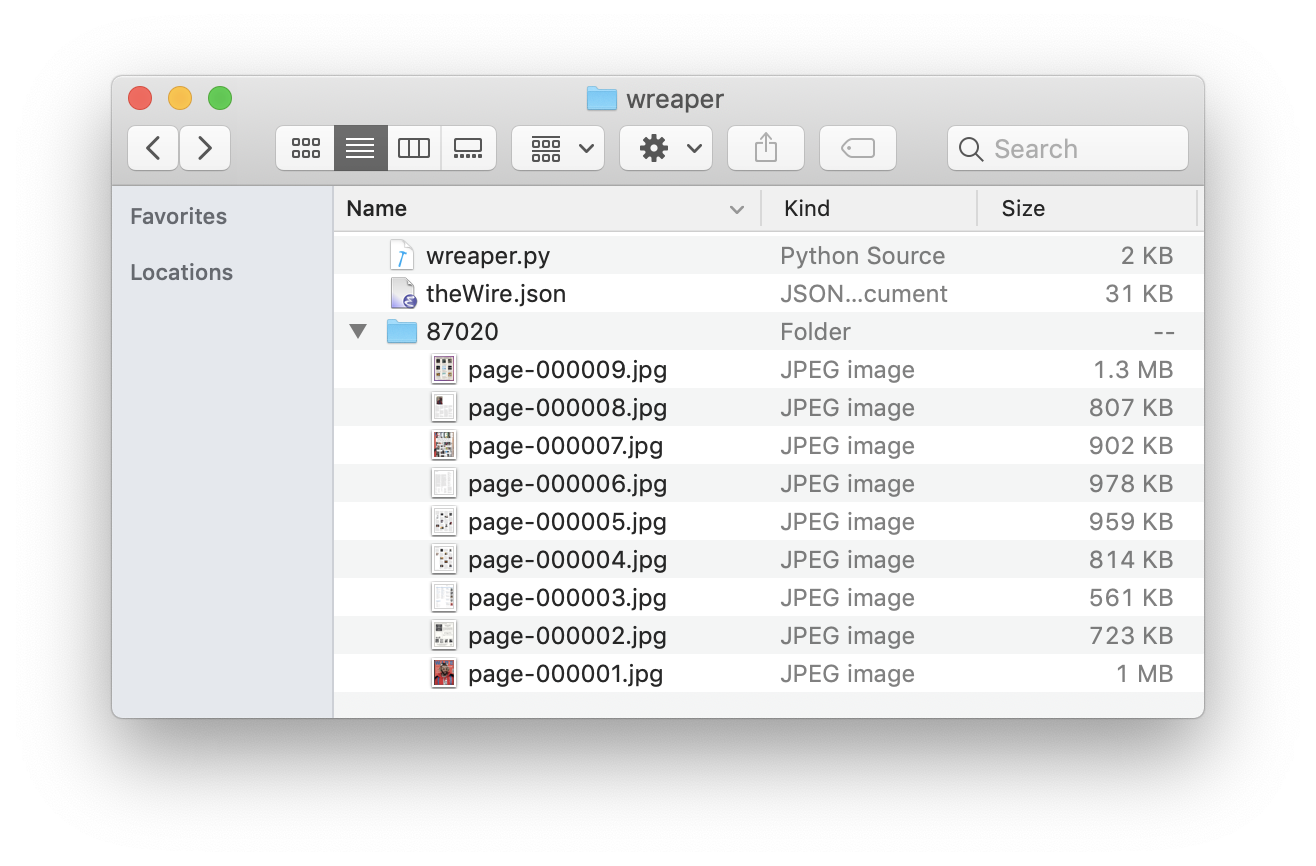 wreaper
Search
Favorites
Locations
Name Kind Size
wreaper.py Python Source 2 KB
theWire.json JSON...cument 31 KB
87020 Folder --
page-000009.jpg JPEG image 1.3 MB
page-000008.jpg JPEG image 807 KB
page-000007.jpg JPEG image 902 KB
page-000006.jpg JPEG image 978 KB
page-000005.jpg JPEG image 959 KB
page-000004.jpg JPEG image 814 KB
page-000003.jpg JPEG image 561 KB
page-000002.jpg JPEG image 723 KB
page-000001.jpg JPEG image 1 MB